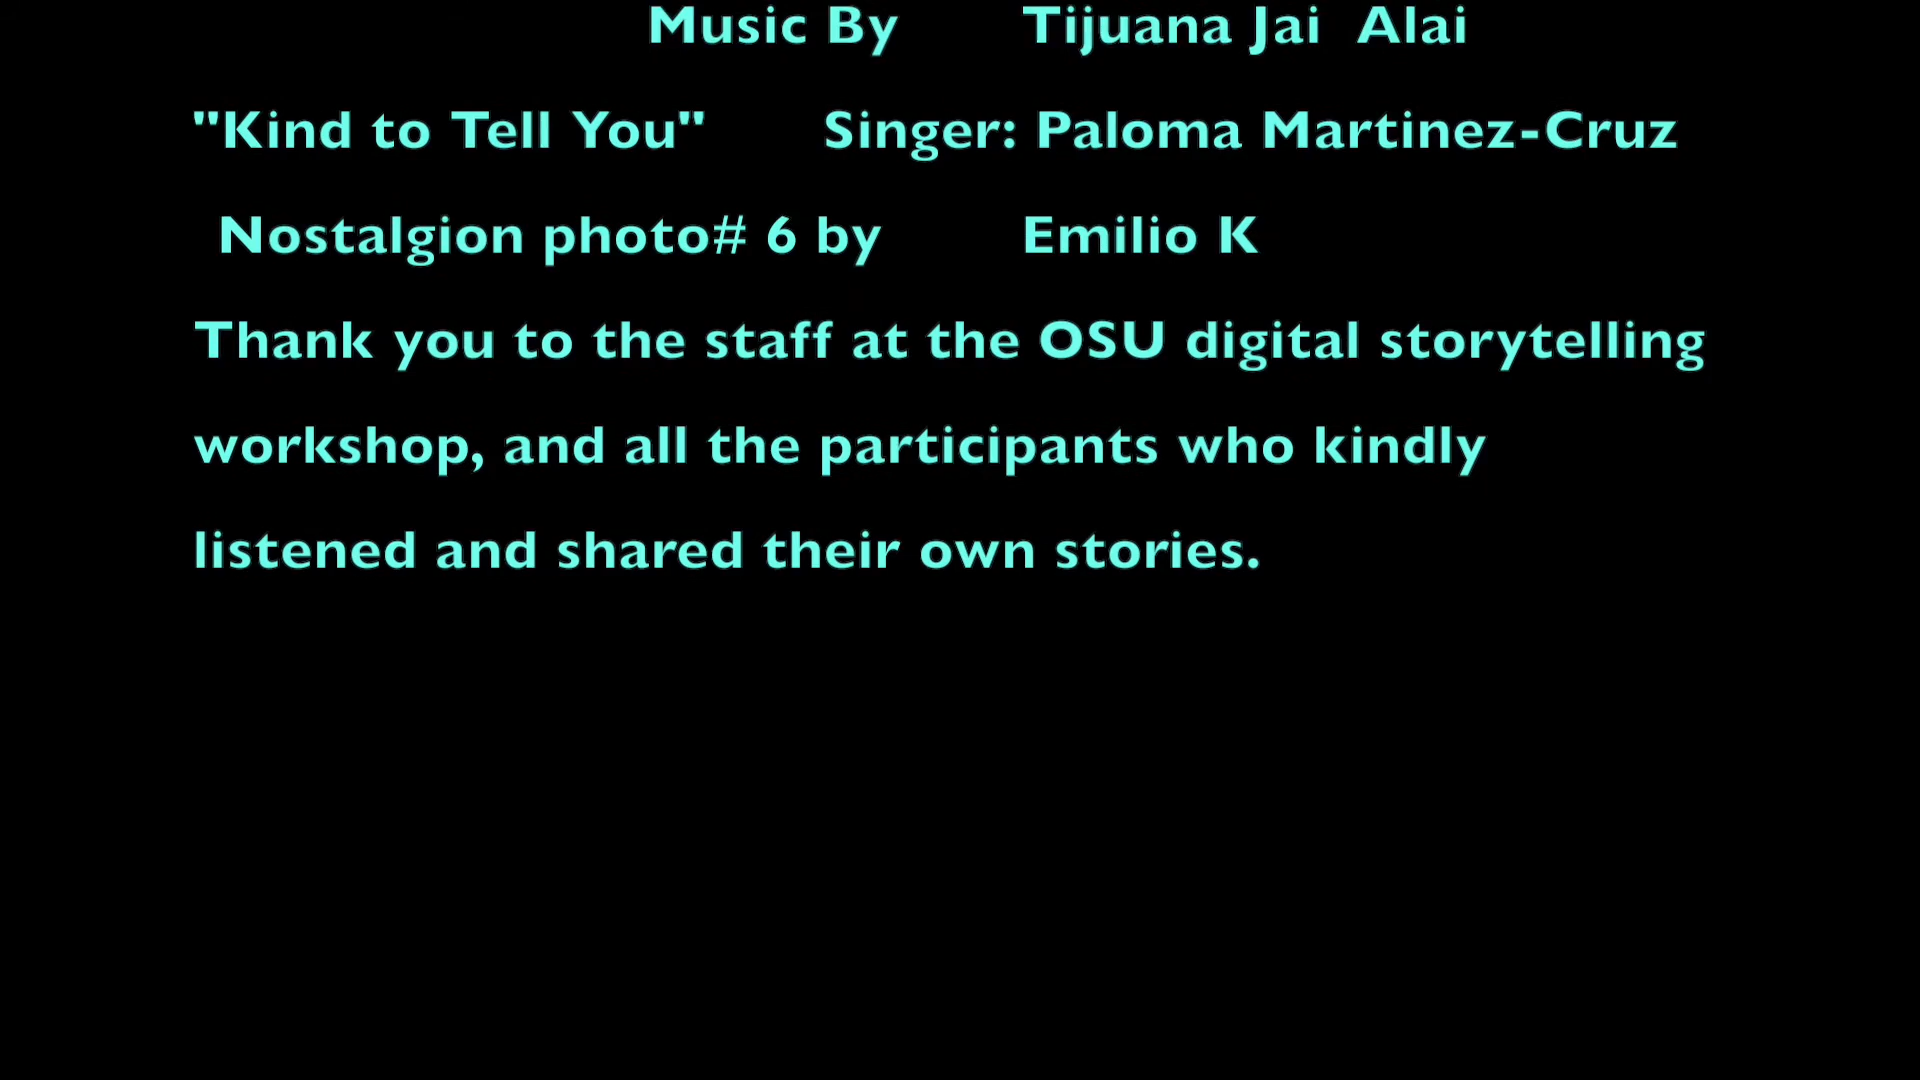 Music By Tijuana Jai Alai
"Kind to Tell You" Singer: Paloma Martinez-Cruz
Nostalgion photo# 6 by Emilio K
Thank you to the staff at the OSU digital storytelling
workshop, and all the participants who kindly
listened and shared their own stories.